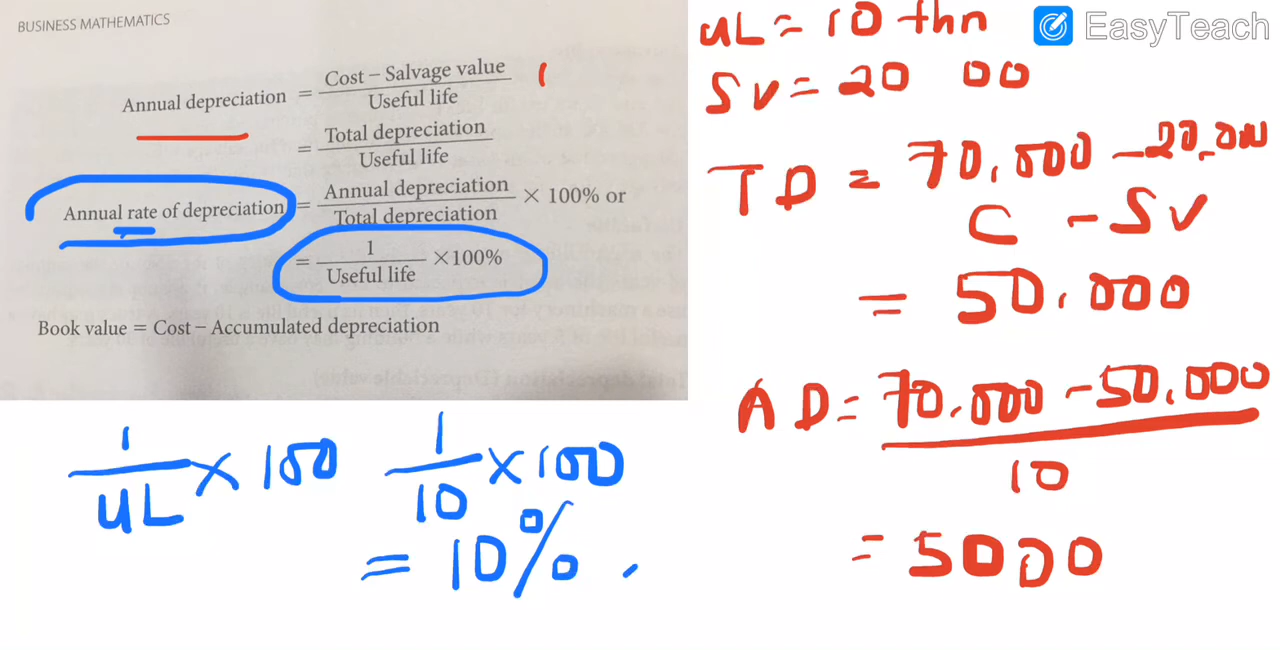 BUSINESS MATHEMATICS
Annual depreciation = Cost − Salvage value / Useful life
= Total depreciation / Useful life
Annual rate of depreciation = Annual depreciation / Total depreciation × 100% or
= 1 / Useful life ×100%
Book value = Cost − Accumulated depreciation
1 / UL × 100
1 / 10 × 100
= 10%
EasyTeach
UL = 10 thn
SV = 20 00
TD = 70.000 − 20.000
C − SV
= 50.000
AD = 70.000 − 50.000 / 10
= 5000